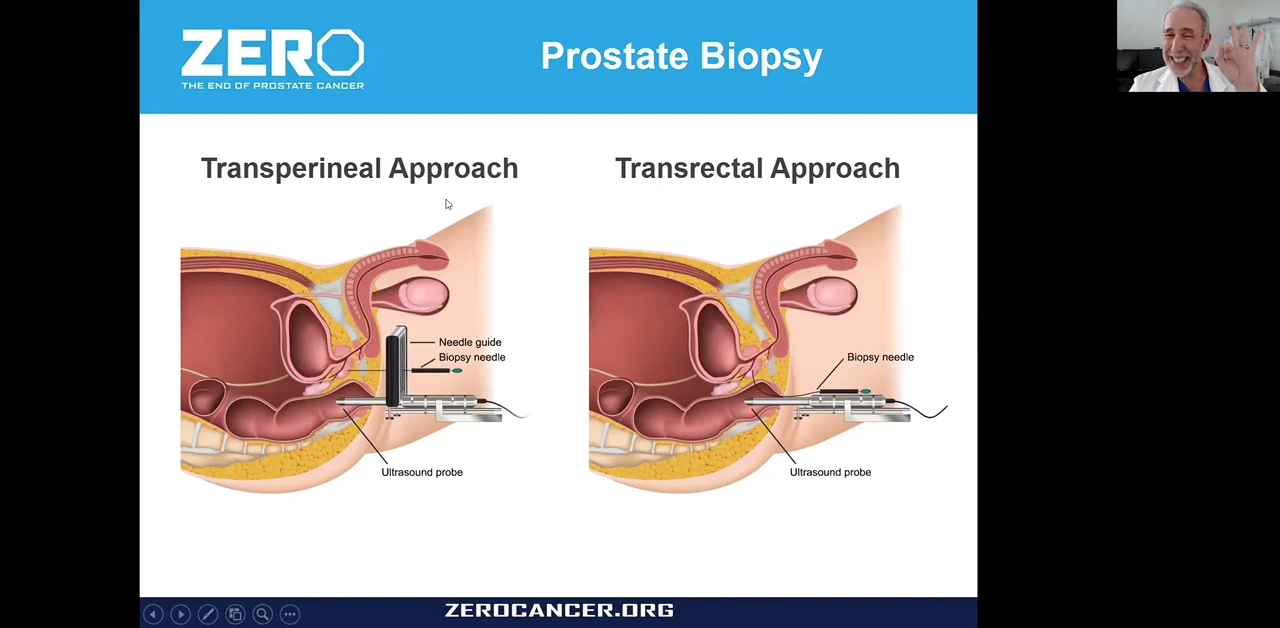 ZERO
THE END OF PROSTATE CANCER
Prostate Biopsy
Transperineal Approach
Needle guide
Biopsy needle
Ultrasound probe
Transrectal Approach
Biopsy needle
Ultrasound probe
ZEROCANCER.ORG